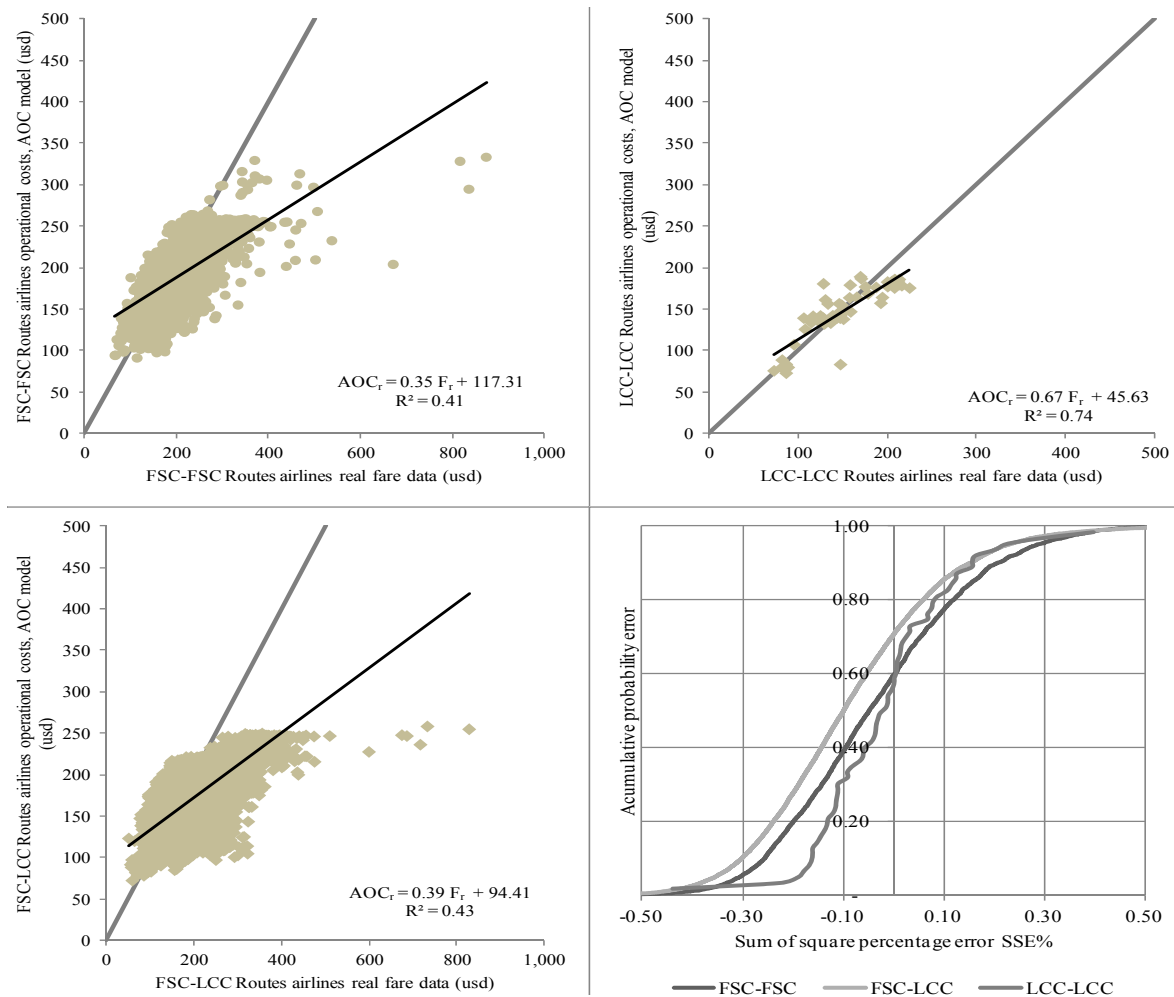 500
450
400
350
300
250
200
150
100
50
0
FSC-FSC Routes airlines operational costs, AOC model (usd)
AOCr = 0.35 Fr + 117.31
R² = 0.41
0 200 400 600 800 1,000
FSC-FSC Routes airlines real fare data (usd)
500
450
400
350
300
250
200
150
100
50
0
LCC-LCC Routes airlines operational costs, AOC model
(usd)
AOCr = 0.67 Fr + 45.63
R² = 0.74
0 100 200 300 400 500
LCC-LCC Routes airlines real fare data (usd)
500
450
400
350
300
250
200
150
100
50
0
FSC-LCC Routes airlines operational costs, AOC model
(usd)
AOCr = 0.39 Fr + 94.41
R² = 0.43
0 200 400 600 800 1,000
FSC-LCC Routes airlines real fare data (usd)
1.00
0.80
0.60
0.40
0.20
-
Acumulative probability error
-0.50 -0.30 -0.10 0.10 0.30 0.50
Sum of square percentage error SSE%
FSC-FSC FSC-LCC LCC-LCC